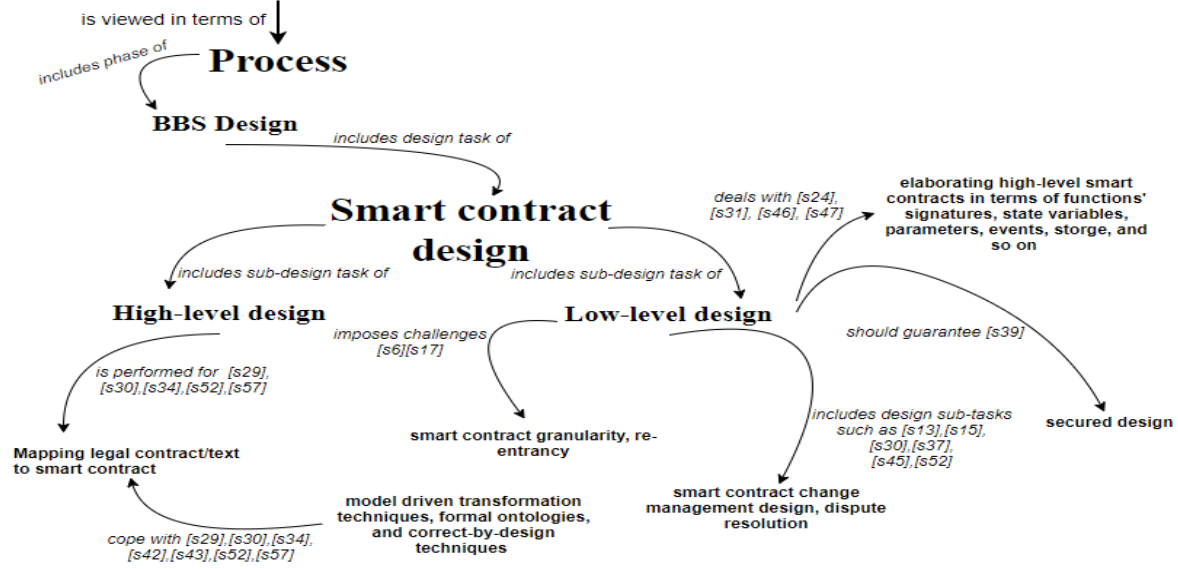 is viewed in terms of
Process
includes phase of
BBS Design
includes design task of
Smart contract
design
deals with [s24],
[s31], [s46], [s47]
elaborating high-level smart
contracts in terms of functions'
signatures, state variables,
parameters, events, storge, and
so on
includes sub-design task of
includes sub-design task of
High-level design
Low-level design
imposes challenges
[s6][s17]
should guarantee [s39]
is performed for [s29],
[s30],[s34],[s52],[s57]
includes design sub-tasks
such as [s13],[s15],
[s30],[s37],
[s45],[s52]
secured design
smart contract granularity, re-
entrancy
Mapping legal contract/text
to smart contract
model driven transformation
techniques, formal ontologies,
and correct-by-design
techniques
smart contract change
management design, dispute
resolution
cope with [s29],[s30],[s34],
[s42],[s43],[s52],[s57]